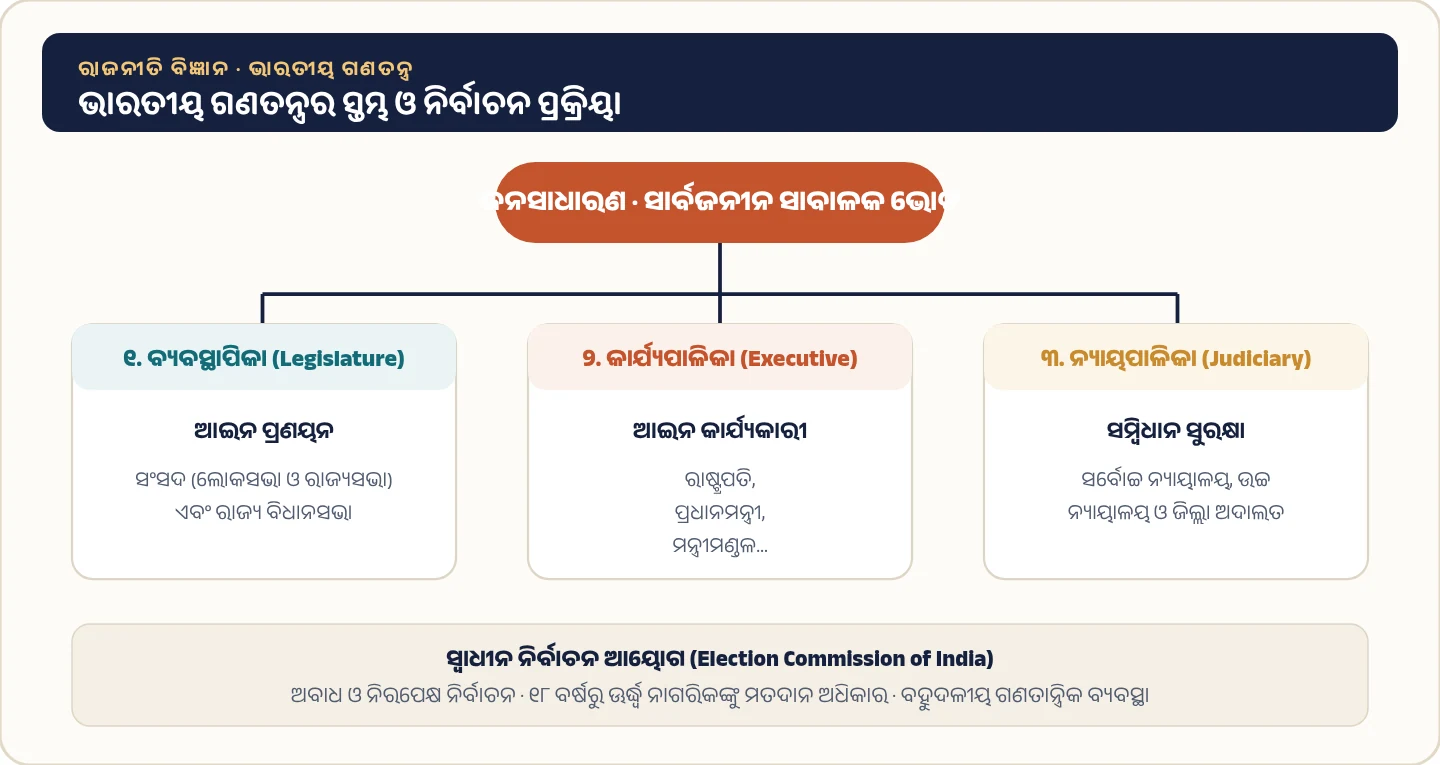 ରାଜନୀତି ବିଜ୍ଞାନ · ଭାରତୀୟ ଗଣତନ୍ତ୍ର
ଭାରତୀୟ ଗଣତନ୍ତ୍ରର ସ୍ତମ୍ଭ ଓ ନିର୍ବାଚନ ପ୍ରକ୍ରିୟା
ଜନସାଧାରଣ · ସାର୍ବଜନୀନ ସାବାଳକ
୧. ବ୍ୟବସ୍ଥାପିକା (Legislature)
ଆଇନ ପ୍ରଣୟନ
ସଂସଦ (ଲୋକସଭା ଓ ରାଜ୍ୟସଭା)
ଏବଂ ରାଜ୍ୟ ବିଧାନସଭା
୨. କାର୍ଯ୍ୟପାଳିକା (Executive)
ଆଇନ କାର୍ଯ୍ୟକାରୀ
ରାଷ୍ଟ୍ରପତି,
ପ୍ରଧାନମନ୍ତ୍ରୀ,
ମନ୍ତ୍ରୀମଣ୍ଡଳ...
୩. ନ୍ୟାୟପାଳିକା (Judiciary)
ସମ୍ବିଧାନ ସୁରକ୍ଷା
ସର୍ବୋଚ୍ଚ ନ୍ୟାୟାଳୟ, ଉଚ୍ଚ
ନ୍ୟାୟାଳୟ ଓ ଜିଲ୍ଲା ଅଦାଲତ
ସ୍ୱାଧୀନ ନିର୍ବାଚନ ଆୟୋଗ (Election Commission of India)
ଅବାଧ ଓ ନିରପେକ୍ଷ ନିର୍ବାଚନ · ୧୮ ବର୍ଷରୁ ଊର୍ଦ୍ଧ୍ୱ ନାଗରିକଙ୍କୁ ମତଦାନ ଅଧିକାର · ବହୁଦଳୀୟ ଗଣତାନ୍ତ୍ରିକ ବ୍ୟବସ୍ଥା